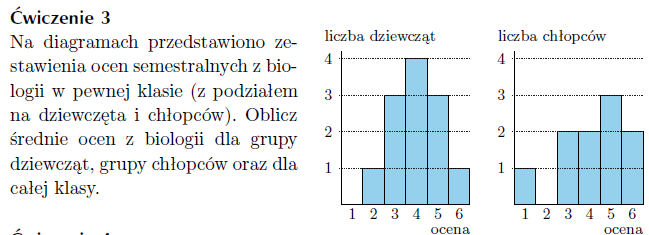 Ćwiczenie 3
Na diagramach przedstawiono ze-
stawienia ocen semestralnych z bio-
logii w pewnej klasie (z podziałem
na dziewczęta i chłopców). Oblicz
średnie ocen z biologii dla grupy
dziewcząt, grupy chłopców oraz dla
całej klasy.
liczba dziewcząt
4
3
2
1
1 2 3 4 5 6
ocena
liczba chłopców
4
3
2
1
1 2 3 4 5 6
ocena